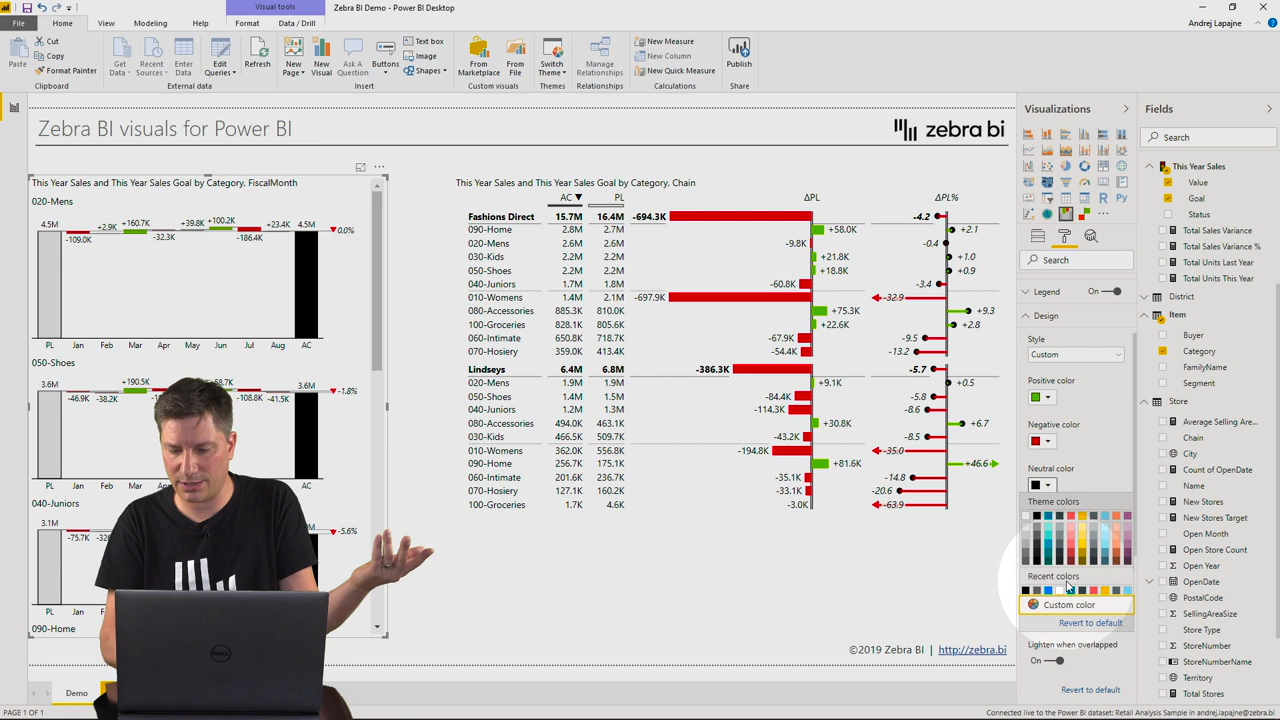 Visual tools
Zebra BI Demo - Power BI Desktop
File
Home
View
Modeling
Help
Format
Data / Drill
Andrej Lapajne
Paste
Cut
Copy
Format Painter
Clipboard
Get Data
Recent Sources
Enter Data
Edit Queries
Refresh
External data
New Page
New Visual
Ask A Question
Buttons
Text box
Image
Shapes
Insert
From Marketplace
From File
Custom visuals
Switch Theme
Themes
Manage Relationships
Relationships
New Measure
New Column
New Quick Measure
Calculations
Publish
Share
Zebra BI visuals for Power BI
zebra bi
This Year Sales and This Year Sales Goal by Category, FiscalMonth
020-Mens
4.5M -109.0K +2.9K +160.7K -32.3K +100.2K -186.4K +23.4K 4.5M 0.0%
PL Jan Feb Mar Apr May Jun Jul Aug AC
050-Shoes
3.6M -46.9K -38.2K +190.5K -108.8K -41.5K 3.6M -1.8%
PL Jan Feb AC
040-Juniors
3.1M -75.7K -5.6%
PL Jan
090-Home
This Year Sales and This Year Sales Goal by Category, Chain
AC ▼ PL ΔPL ΔPL%
Fashions Direct 15.7M 16.4M -694.3K -4.2
090-Home 2.8M 2.7M +58.0K +2.1
020-Mens 2.6M 2.6M -9.8K -0.4
030-Kids 2.2M 2.2M +21.8K +1.0
050-Shoes 2.2M 2.2M +18.8K +0.9
040-Juniors 1.7M 1.8M -60.8K -3.4
010-Womens 1.4M 2.1M -697.9K -32.9
080-Accessories 885.3K 810.0K +75.3K +9.3
100-Groceries 828.1K 805.6K +22.6K +2.8
060-Intimate 650.8K 718.7K -67.9K -9.5
070-Hosiery 359.0K 413.4K -54.4K -13.2
Lindseys 6.4M 6.8M -386.3K -5.7
020-Mens 1.9M 1.9M +9.1K +0.5
050-Shoes 1.4M 1.5M -84.4K -5.8
040-Juniors 1.2M 1.3M -114.3K -8.6
080-Accessories 494.0K 463.1K +30.8K +6.7
030-Kids 466.5K 509.7K -43.2K -8.5
010-Womens 362.0K 556.8K -194.8K -35.0
090-Home 256.7K 175.1K +81.6K +46.6
060-Intimate 201.6K 236.7K -35.1K -14.8
070-Hosiery 127.1K 160.2K -33.1K -20.6
100-Groceries 1.7K 4.6K -3.0K -63.9
©2019 Zebra BI | http://zebra.bi
Visualizations
Search
Legend On
Design
Style
Custom
Positive color
Negative color
Neutral color
Theme colors
Recent colors
Custom color
Revert to default
Lighten when overlapped
On
Revert to default
Fields
Search
This Year Sales
Value
Goal
Status
Total Sales Variance
Total Sales Variance %
Total Units Last Year
Total Units This Year
District
Item
Buyer
Category
FamilyName
Segment
Store
Average Selling Area...
Chain
City
Count of OpenDate
Name
New Stores
New Stores Target
Open Month
Open Store Count
Open Year
OpenDate
PostalCode
SellingAreaSize
Store Type
StoreNumber
StoreNumberName
Territory
Total Stores
DELL
Demo
PAGE 1 OF 1
Connected live to the Power BI dataset: Retail Analysis Sample in andrej.lapajne@zebra.bi